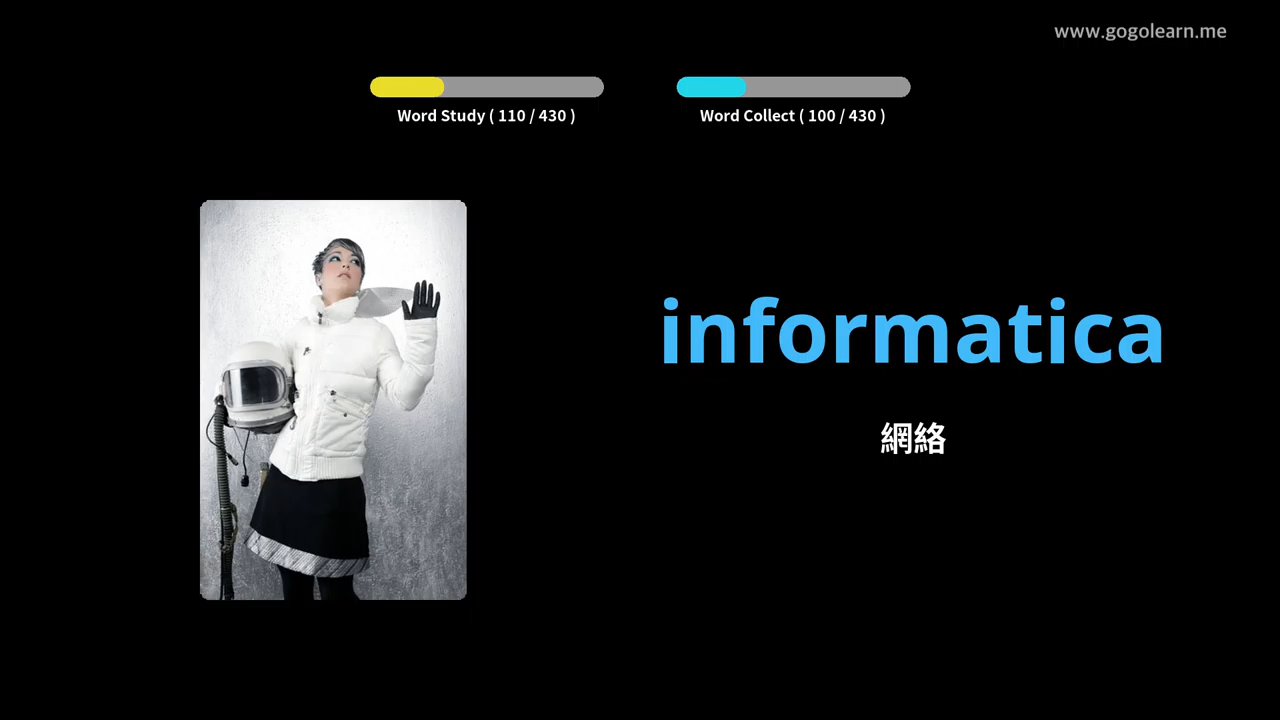 www.gogolearn.me
Word Study ( 110 / 430 )
Word Collect ( 100 / 430 )
informatica
網絡